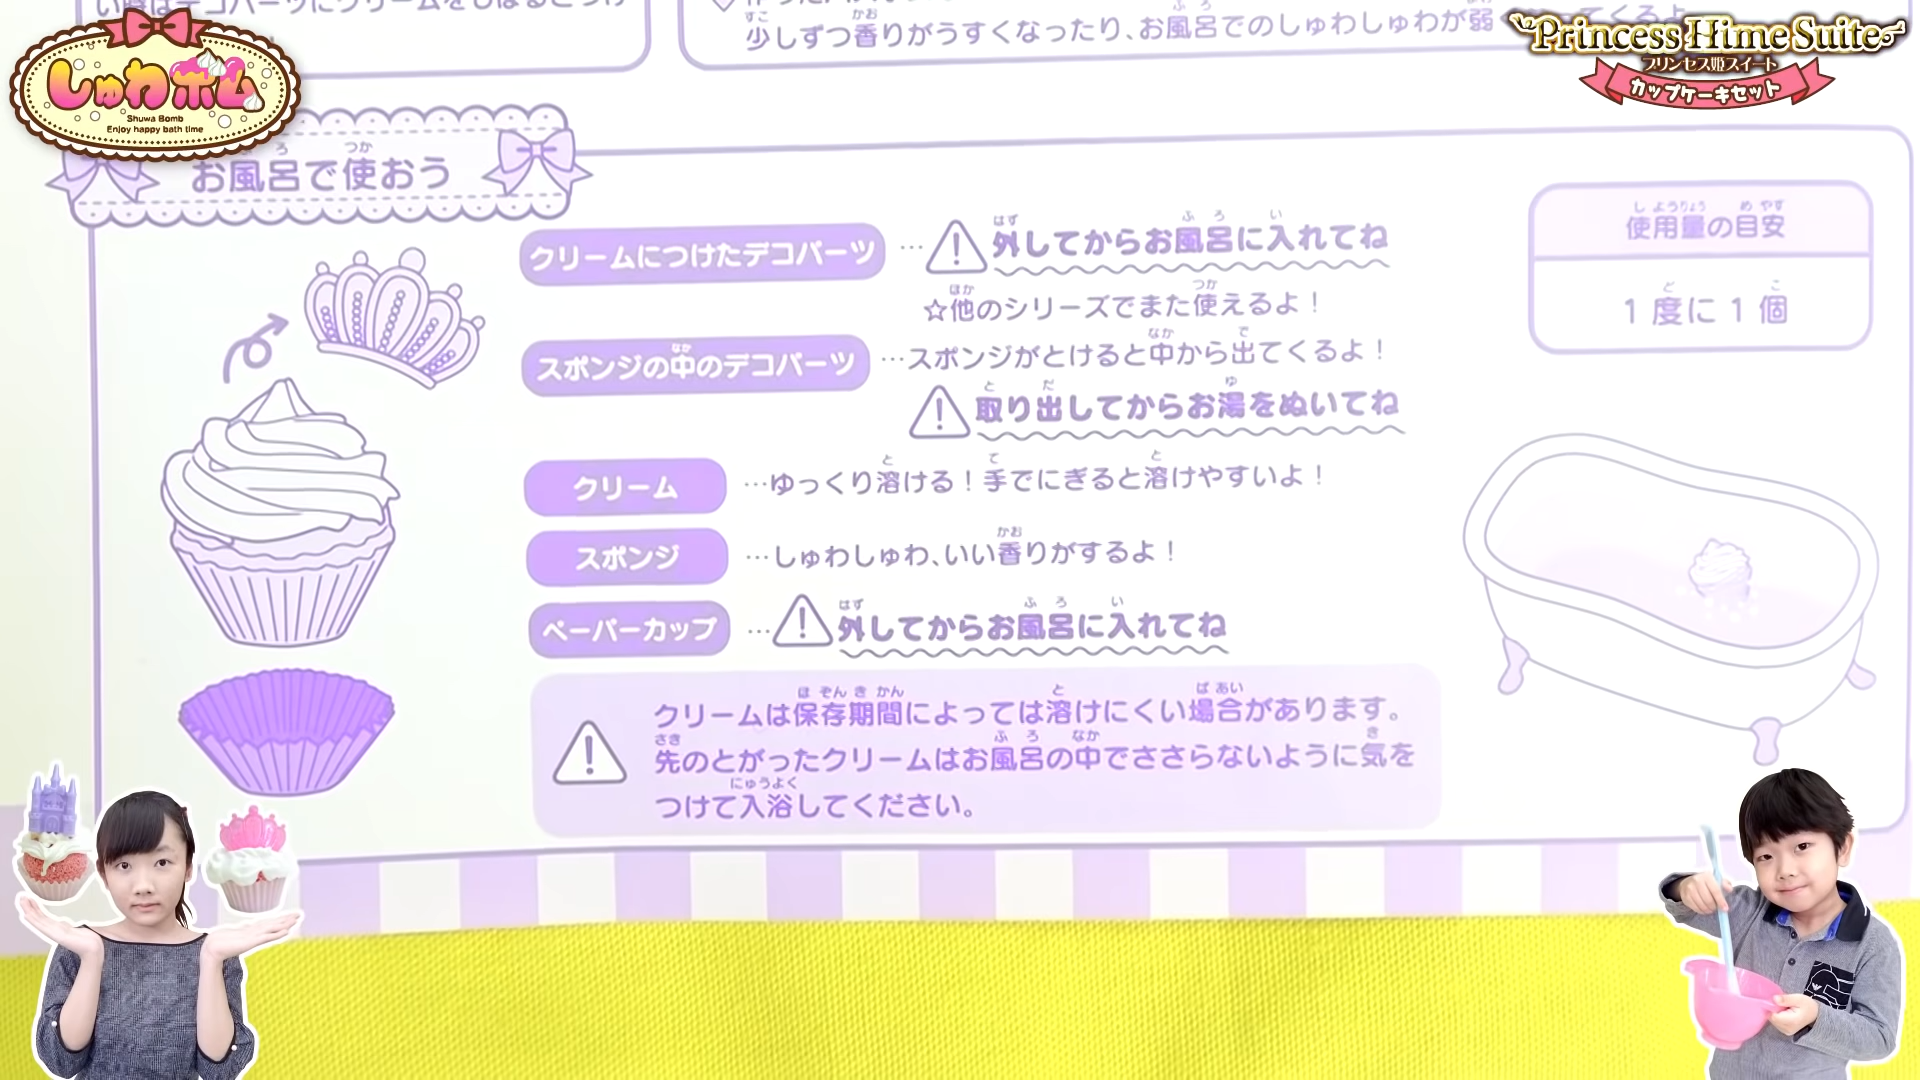 少しずつ香りがうすくなったり、お風呂でのしゅわしゅわが弱
しゅわボム
Shuwa Bomb
Enjoy happy bath time
Princess Hime Suite
プリンセス姫スイート
カップケーキセット
お風呂で使おう
クリームにつけたデコパーツ … 外してからお風呂に入れてね
☆他のシリーズでまた使えるよ！
スポンジの中のデコパーツ …スポンジがとけると中から出てくるよ！
取り出してからお湯をぬいてね
クリーム …ゆっくり溶ける！手でにぎると溶けやすいよ！
スポンジ …しゅわしゅわ、いい香りがするよ！
ペーパーカップ … 外してからお風呂に入れてね
クリームは保存期間によっては溶けにくい場合があります。
先のとがったクリームはお風呂の中でささらないように気を
つけて入浴してください。
使用量の目安
1度に1個